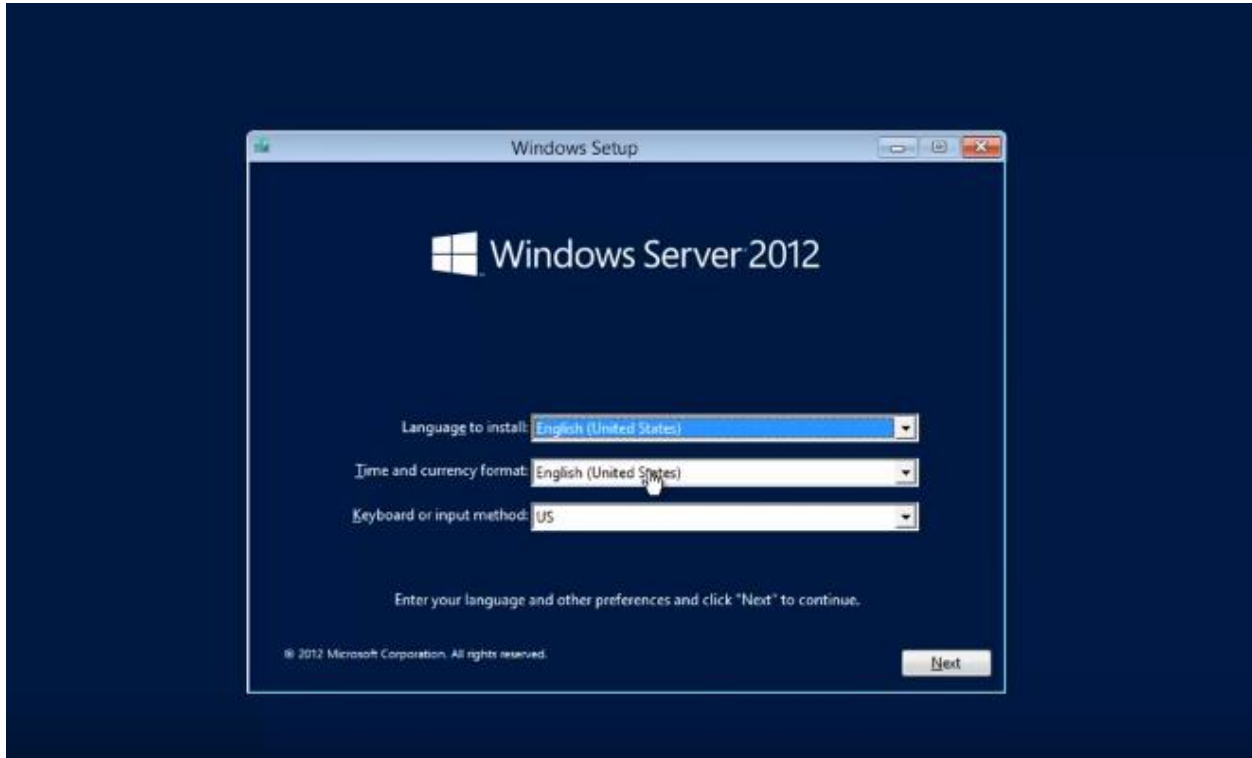 Windows Setup
Windows Server 2012
Language to install: English (United States)
Time and currency format: English (United States)
Keyboard or input method: US
Enter your language and other preferences and click "Next" to continue.
© 2012 Microsoft Corporation. All rights reserved.
Next